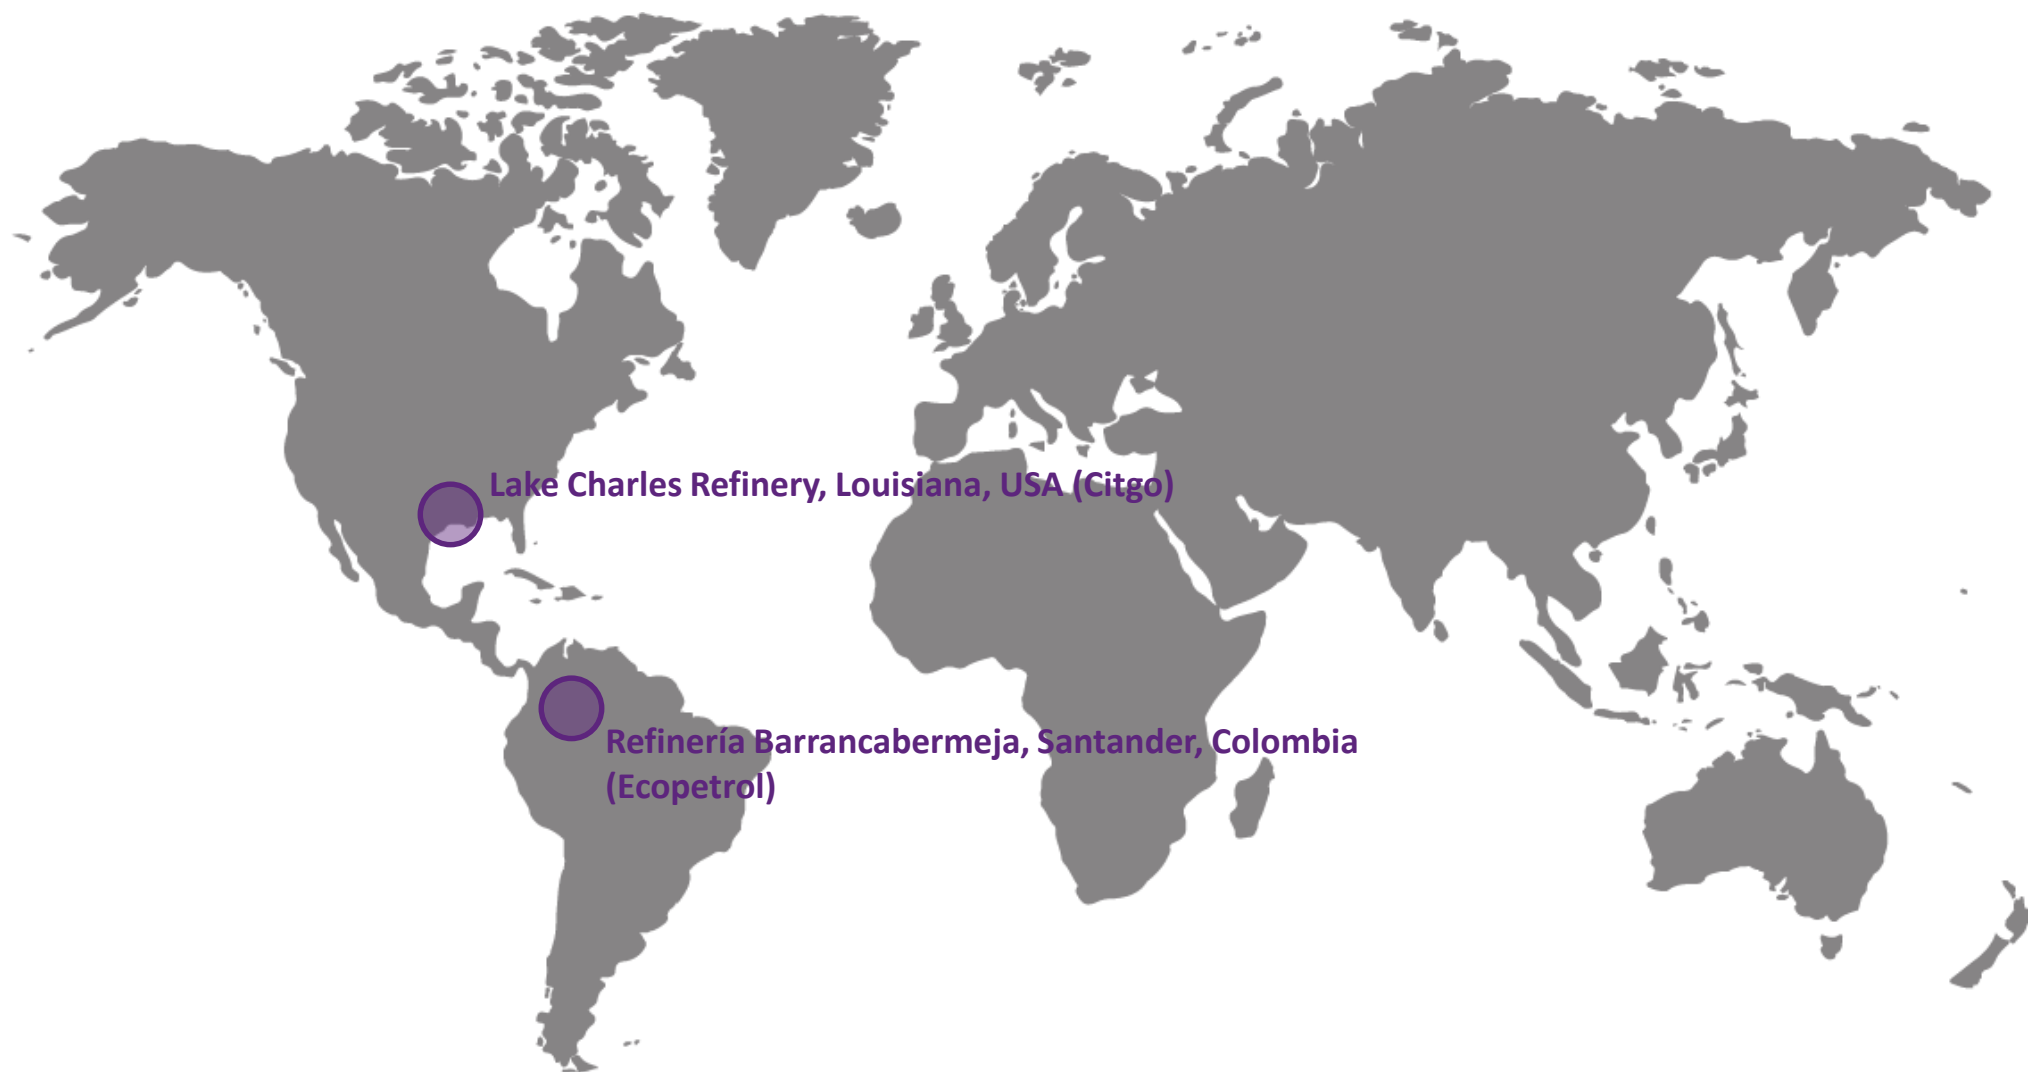 Lake Charles Refinery, Louisiana, USA (Citgo)
Refinería Barrancabermeja, Santander, Colombia
(Ecopetrol)